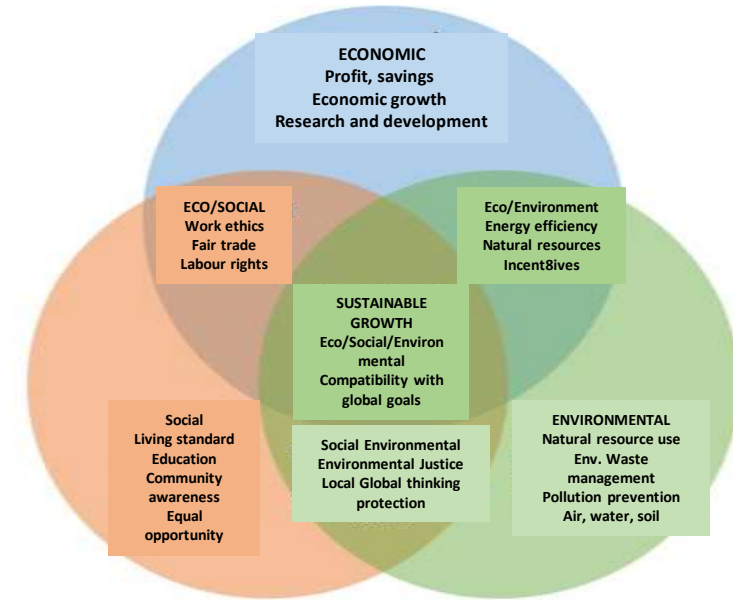 ECONOMIC
Profit, savings
Economic growth
Research and development
ECO/SOCIAL
Work ethics
Fair trade
Labour rights
Eco/Environment
Energy efficiency
Natural resources
Incent8ives
SUSTAINABLE
GROWTH
Eco/Social/Environ
mental
Compatibility with
global goals
Social
Living standard
Education
Community
awareness
Equal
opportunity
Social Environmental
Environmental Justice
Local Global thinking
protection
ENVIRONMENTAL
Natural resource use
Env. Waste
management
Pollution prevention
Air, water, soil